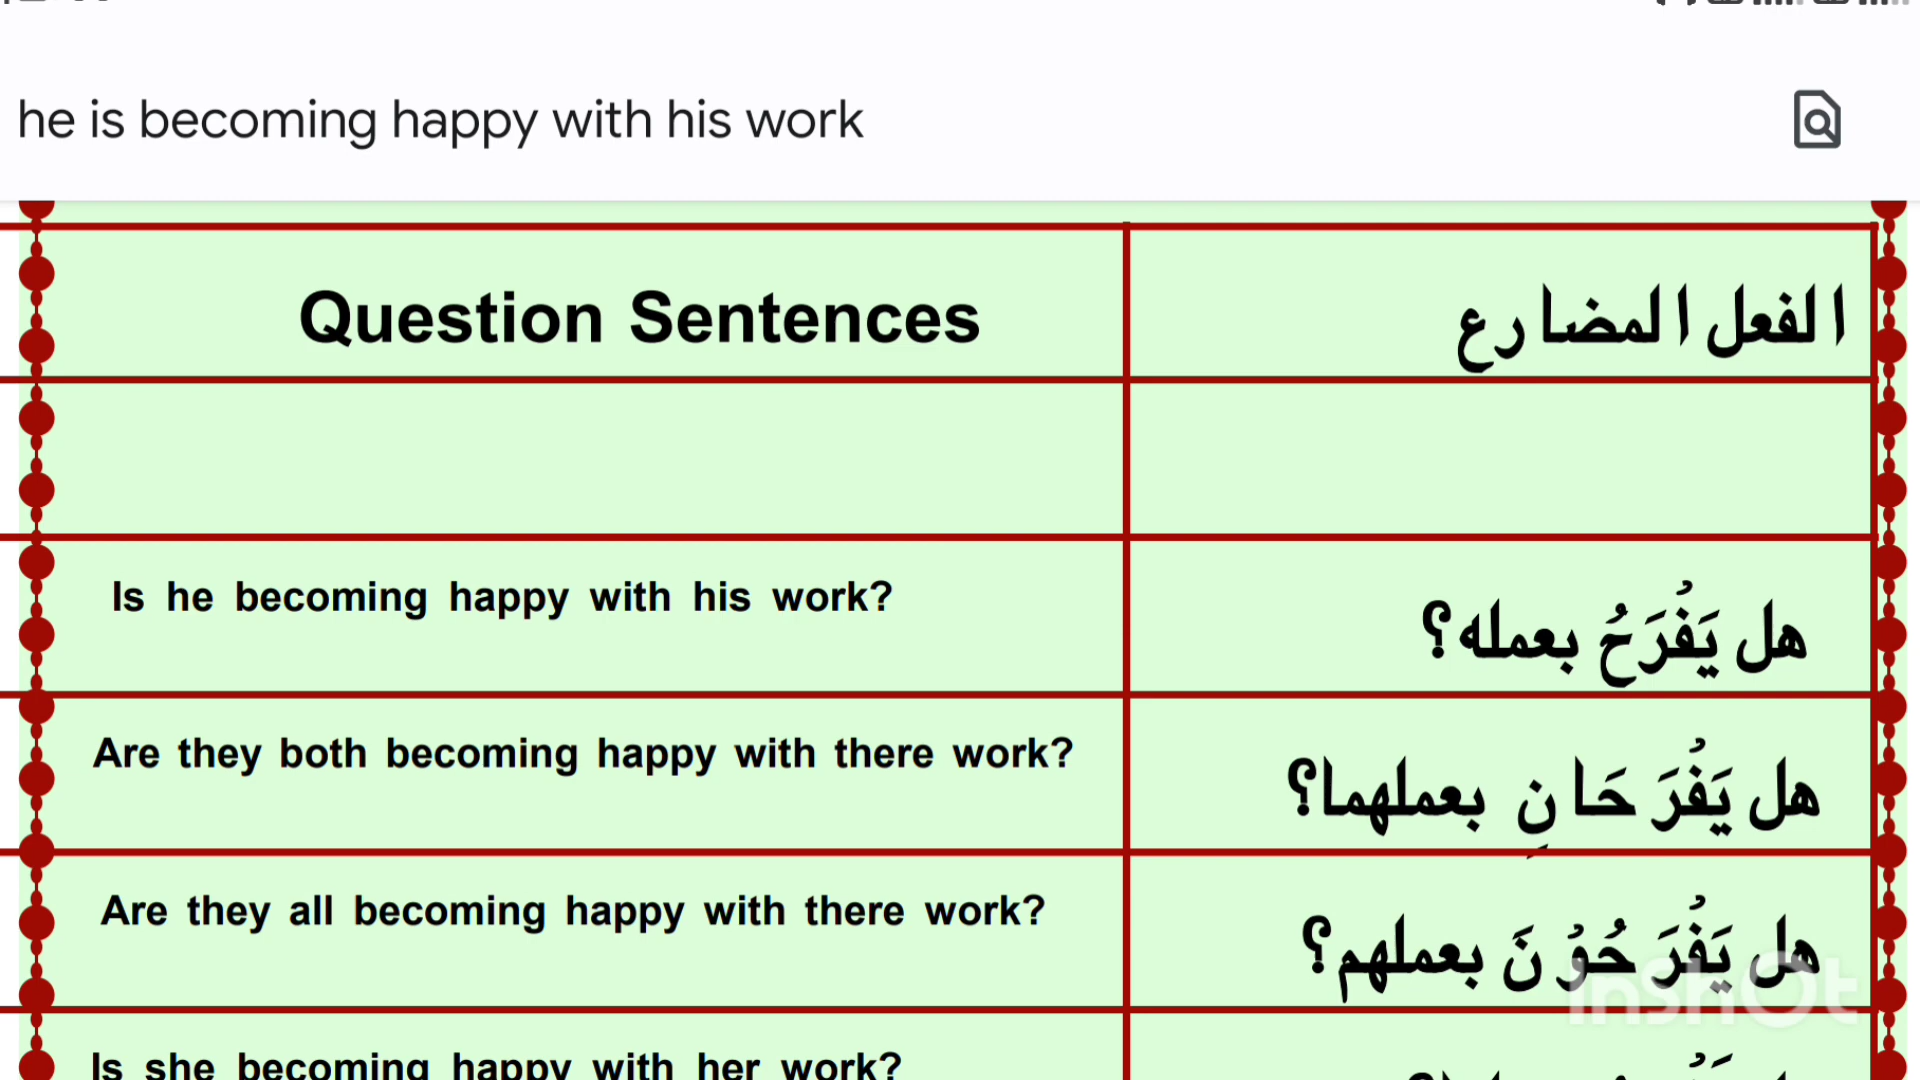 he is becoming happy with his work
Question Sentences
الفعل المضارع
Is he becoming happy with his work?
هل يَفْرَحُ بعمله؟
Are they both becoming happy with there work?
هل يَفْرَحَانِ بعملهما؟
Are they all becoming happy with there work?
هل يَفْرَحُوْنَ بعملهم؟
InShOt
Is she becoming happy with her work?